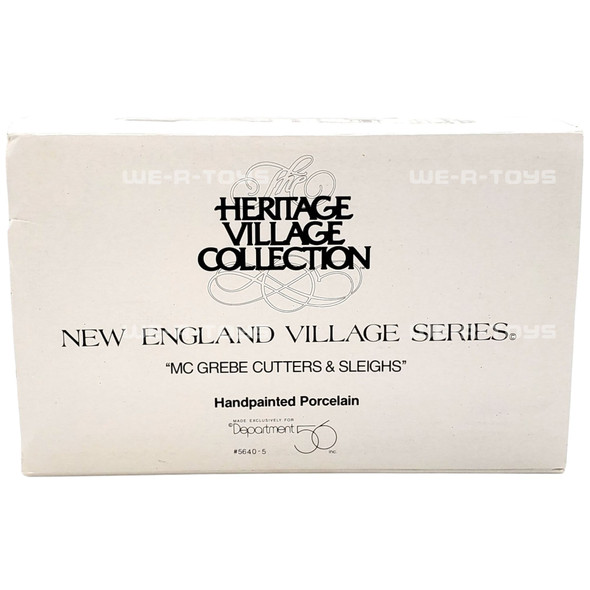 WE-R-TOYS WE-R-TOYS
The
HERITAGE
VILLAGE
COLLECTION
NEW ENGLAND VILLAGE SERIES©
"MC GREBE CUTTERS & SLEIGHS"
Handpainted Porcelain
MADE EXCLUSIVELY FOR
©Department 56 inc
#5640-5